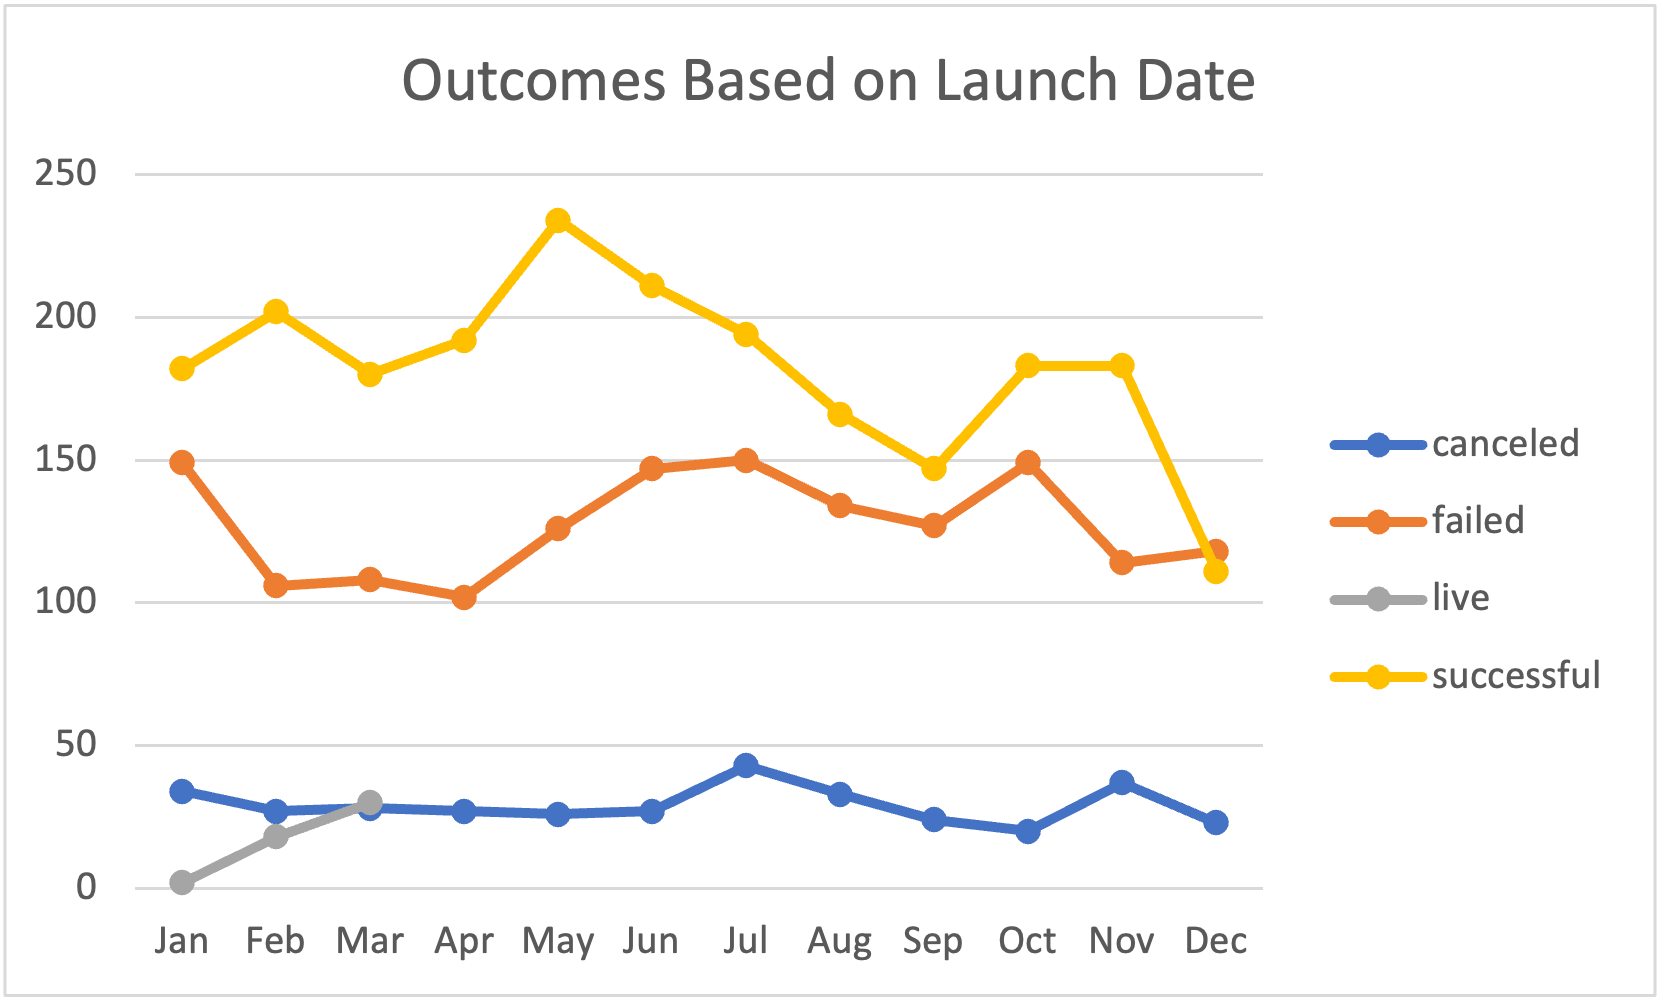 Outcomes Based on Launch Date
250
200
150
100
50
0
Jan Feb Mar Apr May Jun Jul Aug Sep Oct Nov Dec
canceled
failed
live
successful